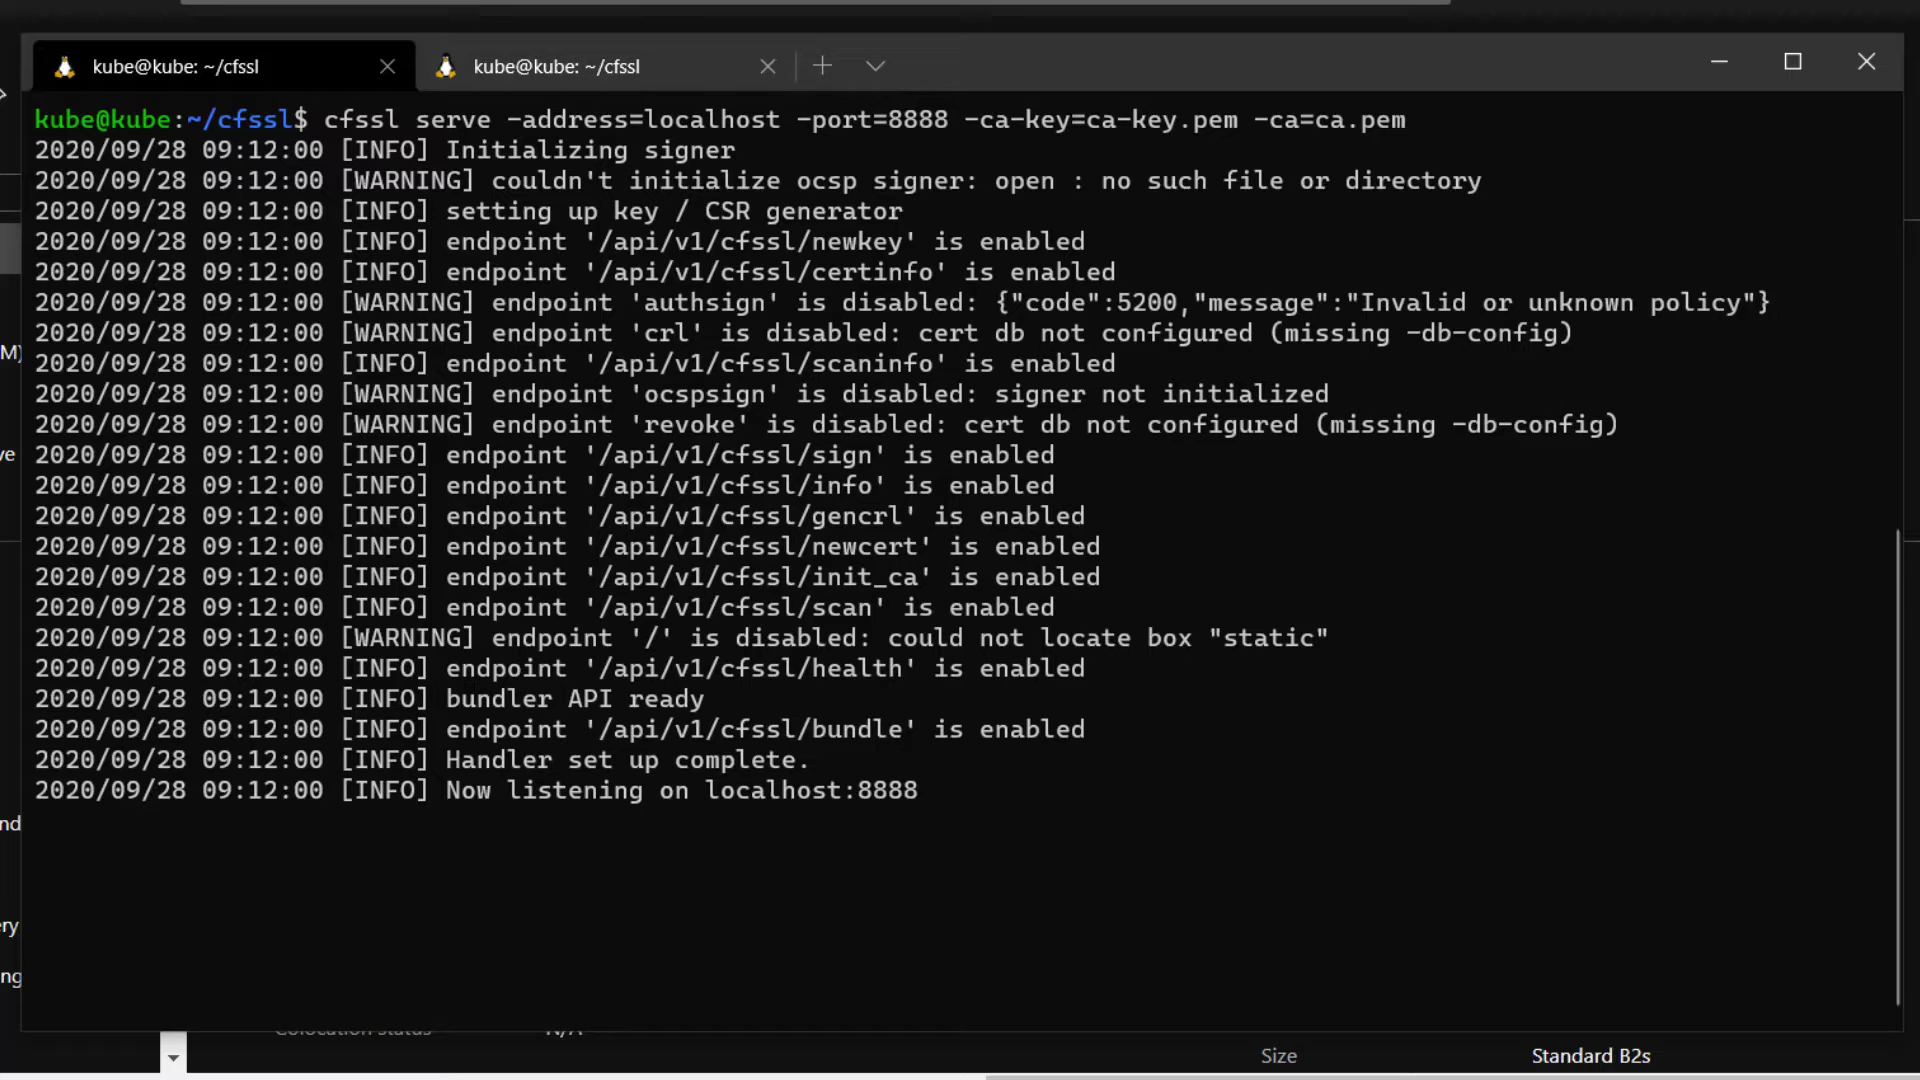 kube@kube: ~/cfssl
kube@kube: ~/cfssl
kube@kube:~/cfssl$ cfssl serve -address=localhost -port=8888 -ca-key=ca-key.pem -ca=ca.pem
2020/09/28 09:12:00 [INFO] Initializing signer
2020/09/28 09:12:00 [WARNING] couldn't initialize ocsp signer: open : no such file or directory
2020/09/28 09:12:00 [INFO] setting up key / CSR generator
2020/09/28 09:12:00 [INFO] endpoint '/api/v1/cfssl/newkey' is enabled
2020/09/28 09:12:00 [INFO] endpoint '/api/v1/cfssl/certinfo' is enabled
2020/09/28 09:12:00 [WARNING] endpoint 'authsign' is disabled: {"code":5200,"message":"Invalid or unknown policy"}
2020/09/28 09:12:00 [WARNING] endpoint 'crl' is disabled: cert db not configured (missing -db-config)
2020/09/28 09:12:00 [INFO] endpoint '/api/v1/cfssl/scaninfo' is enabled
2020/09/28 09:12:00 [WARNING] endpoint 'ocspsign' is disabled: signer not initialized
2020/09/28 09:12:00 [WARNING] endpoint 'revoke' is disabled: cert db not configured (missing -db-config)
2020/09/28 09:12:00 [INFO] endpoint '/api/v1/cfssl/sign' is enabled
2020/09/28 09:12:00 [INFO] endpoint '/api/v1/cfssl/info' is enabled
2020/09/28 09:12:00 [INFO] endpoint '/api/v1/cfssl/gencrl' is enabled
2020/09/28 09:12:00 [INFO] endpoint '/api/v1/cfssl/newcert' is enabled
2020/09/28 09:12:00 [INFO] endpoint '/api/v1/cfssl/init_ca' is enabled
2020/09/28 09:12:00 [INFO] endpoint '/api/v1/cfssl/scan' is enabled
2020/09/28 09:12:00 [WARNING] endpoint '/' is disabled: could not locate box "static"
2020/09/28 09:12:00 [INFO] endpoint '/api/v1/cfssl/health' is enabled
2020/09/28 09:12:00 [INFO] bundler API ready
2020/09/28 09:12:00 [INFO] endpoint '/api/v1/cfssl/bundle' is enabled
2020/09/28 09:12:00 [INFO] Handler set up complete.
2020/09/28 09:12:00 [INFO] Now listening on localhost:8888
Colocation status N/A
Size Standard B2s